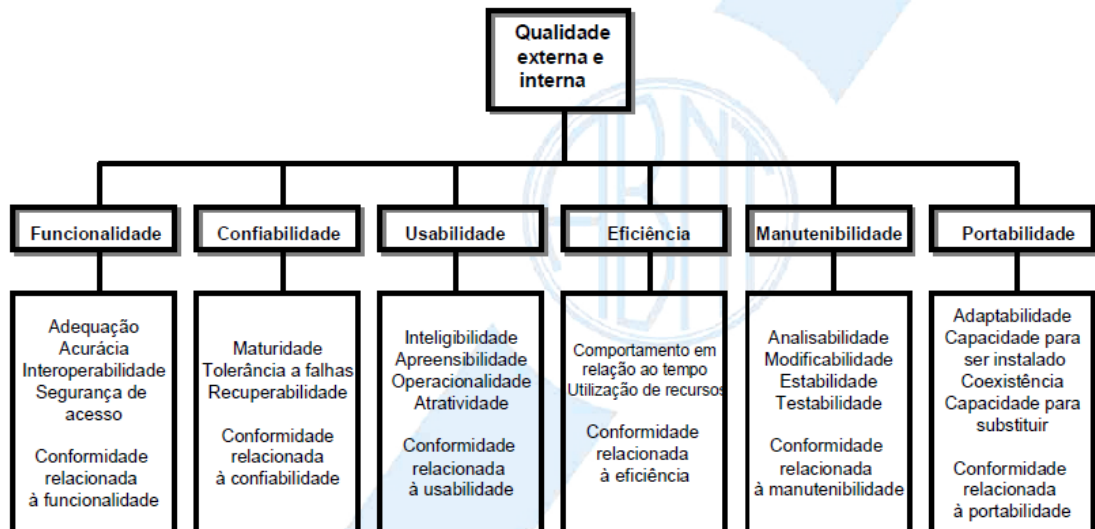 Qualidade
externa e
interna
ABNT
Funcionalidade
Confiabilidade
Usabilidade
Eficiência
Manutenibilidade
Portabilidade
Adequação
Acurácia
Interoperabilidade
Segurança de
acesso
Conformidade
relacionada
à funcionalidade
Maturidade
Tolerância a falhas
Recuperabilidade
Conformidade
relacionada
à confiabilidade
Inteligibilidade
Apreensibilidade
Operacionalidade
Atratividade
Conformidade
relacionada
à usabilidade
Comportamento em
relação ao tempo
Utilização de recursos
Conformidade
relacionada
à eficiência
Analisabilidade
Modificabilidade
Estabilidade
Testabilidade
Conformidade
relacionada
à manutenibilidade
Adaptabilidade
Capacidade para
ser instalado
Coexistência
Capacidade para
substituir
Conformidade
relacionada
à portabilidade